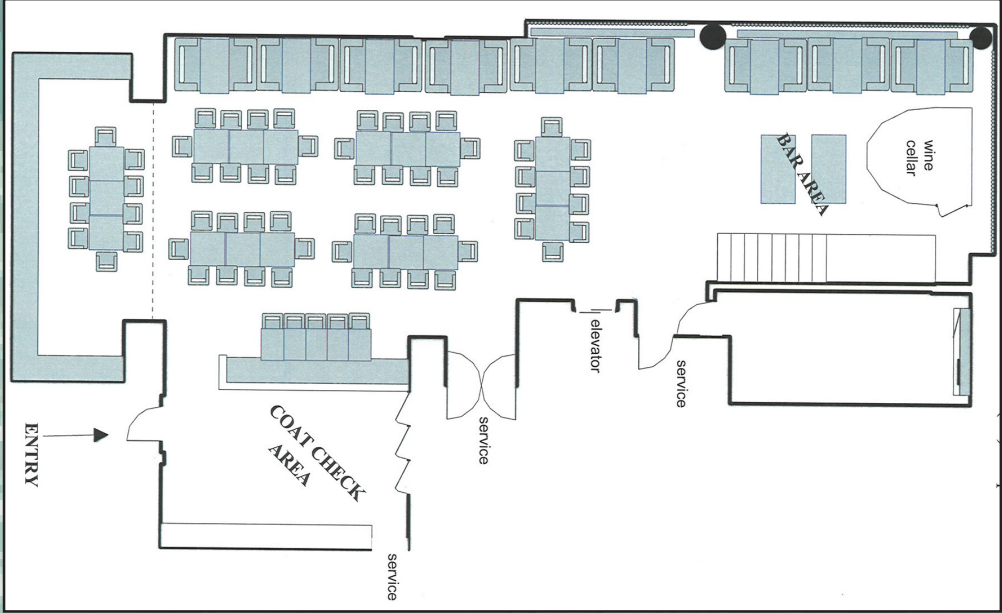 wine
cellar
BAR AREA
elevator
service
service
COAT CHECK
AREA
ENTRY
service